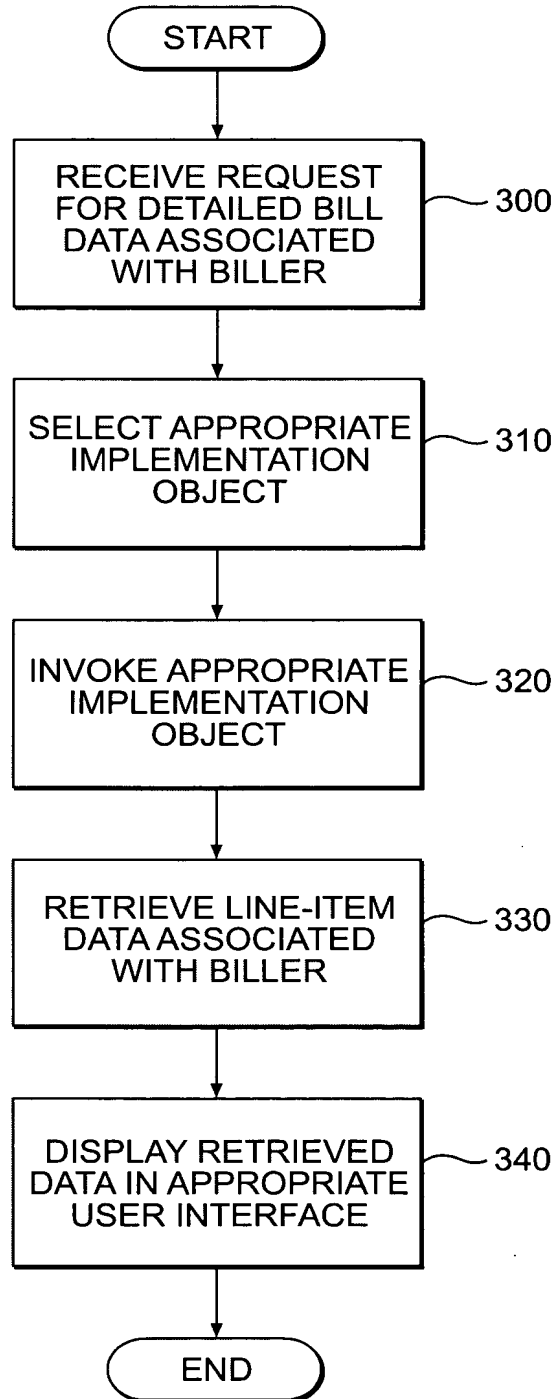 START
RECEIVE REQUEST
FOR DETAILED BILL
DATA ASSOCIATED
WITH BILLER
300
SELECT APPROPRIATE
IMPLEMENTATION
OBJECT
310
INVOKE APPROPRIATE
IMPLEMENTATION
OBJECT
320
RETRIEVE LINE-ITEM
DATA ASSOCIATED
WITH BILLER
330
DISPLAY RETRIEVED
DATA IN APPROPRIATE
USER INTERFACE
340
END